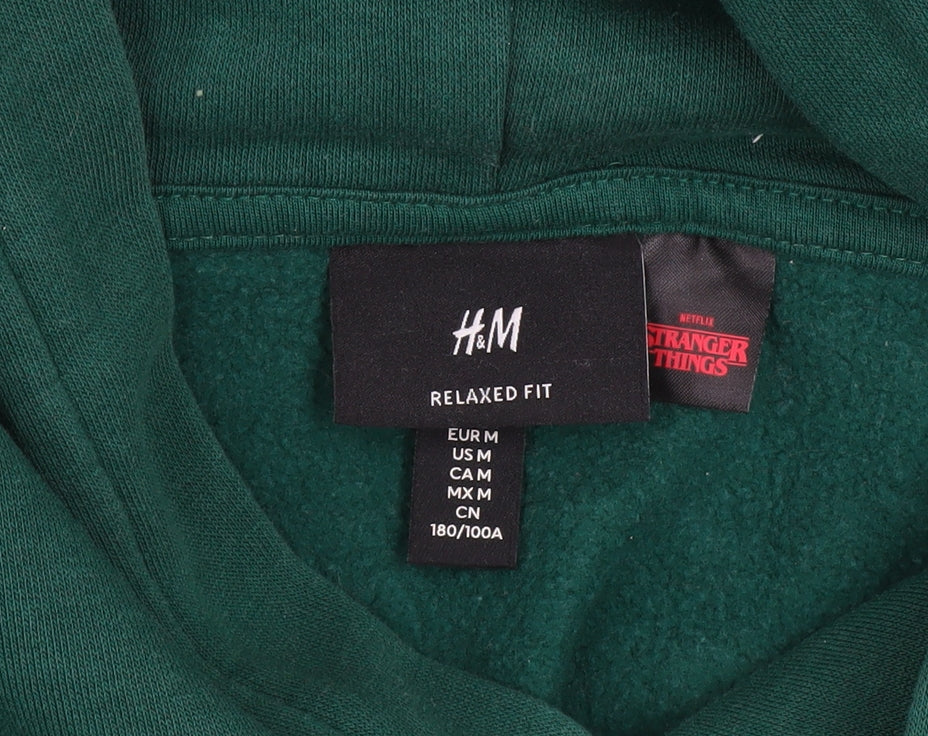 H&M
RELAXED FIT
EUR M
US M
CA M
MX M
CN
180/100A
NETFLIX
STRANGER
THINGS